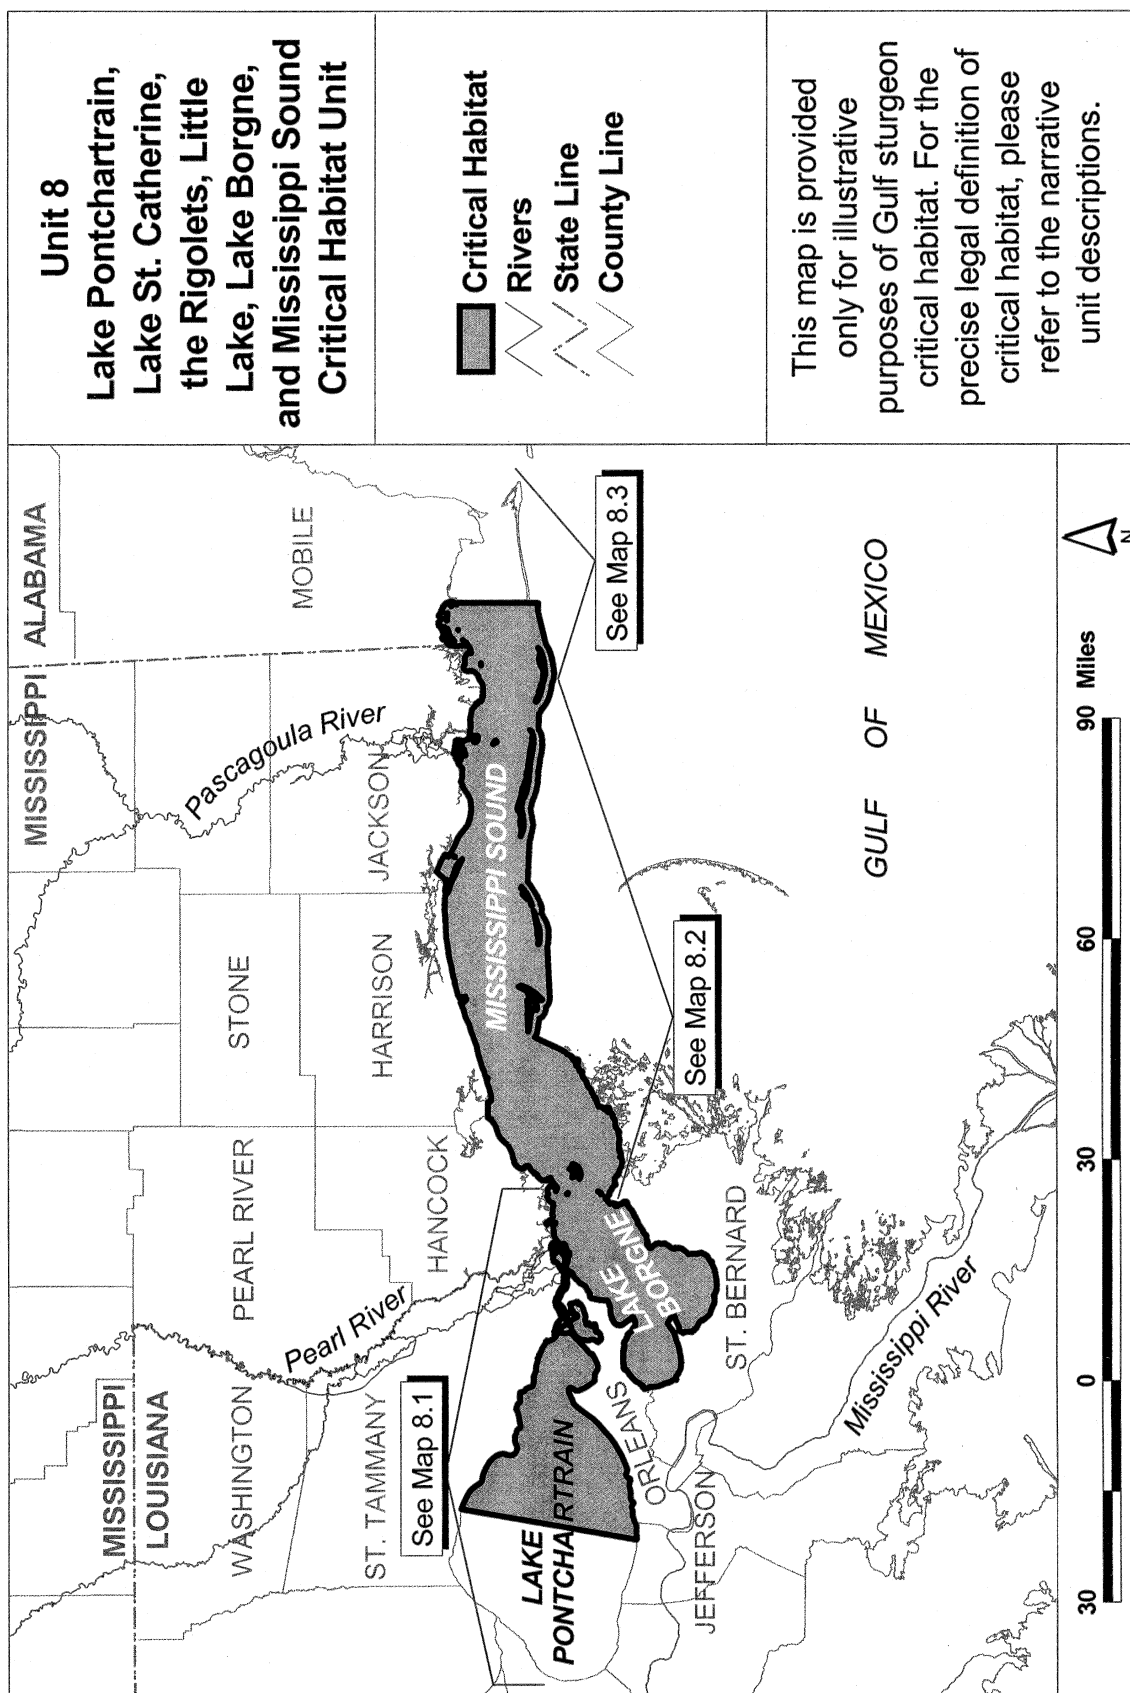 Unit 8
Lake Pontchartrain,
Lake St. Catherine,
the Rigolets, Little
Lake, Lake Borgne,
and Mississippi Sound
Critical Habitat Unit
Critical Habitat
Rivers
State Line
County Line
This map is provided
only for illustrative
purposes of Gulf sturgeon
critical habitat. For the
precise legal definition of
critical habitat, please
refer to the narrative
unit descriptions.
MISSISSIPPI
LOUISIANA
MISSISSIPPI
ALABAMA
WASHINGTON
PEARL RIVER
STONE
MOBILE
Pascagoula River
Pearl River
ST. TAMMANY
HANCOCK
HARRISON
JACKSON
See Map 8.1
LAKE
PONTCHARTRAIN
MISSISSIPPI SOUND
LAKE
BORGNE
See Map 8.3
ORLEANS
JEFFERSON
ST. BERNARD
See Map 8.2
Mississippi River
GULF OF MEXICO
30 0 30 60 90 Miles
N